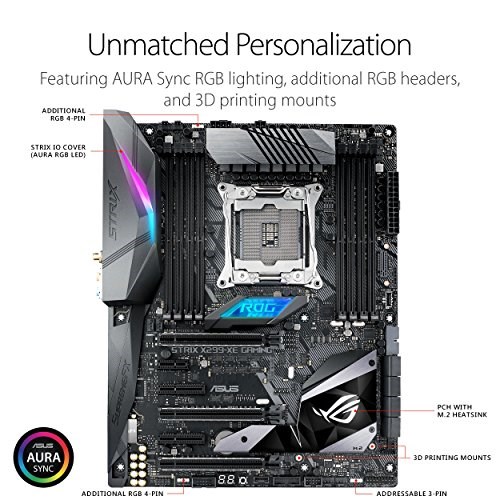 Unmatched Personalization
Featuring AURA Sync RGB lighting, additional RGB headers,
and 3D printing mounts
ADDITIONAL
RGB 4-PIN
STRIX IO COVER
(AURA RGB LED)
STRIX
ROG
STRIX X299-XE GAMING
ASUS
PCH WITH
M.2 HEATSINK
M.2
3D PRINTING MOUNTS
ASUS
AURA
SYNC
ADDITIONAL RGB 4-PIN
ADDRESSABLE 3-PIN